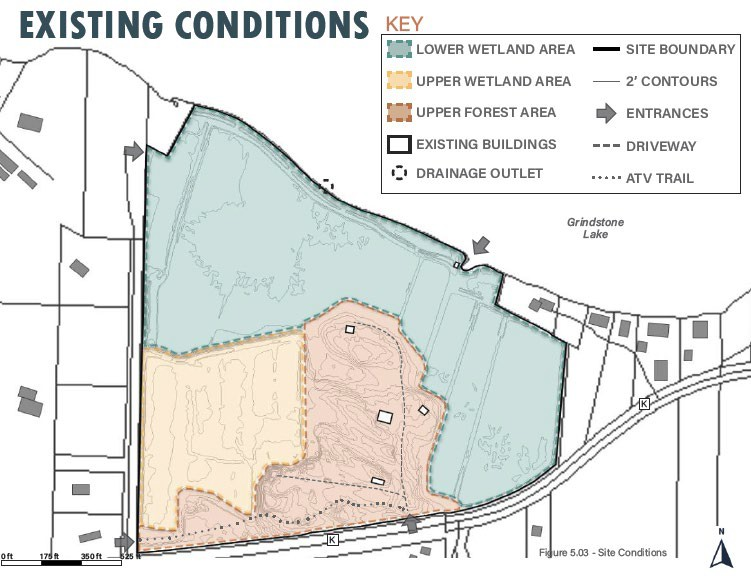 EXISTING CONDITIONS
KEY
LOWER WETLAND AREA
UPPER WETLAND AREA
UPPER FOREST AREA
EXISTING BUILDINGS
DRAINAGE OUTLET
SITE BOUNDARY
2' CONTOURS
ENTRANCES
DRIVEWAY
ATV TRAIL
Grindstone
Lake
K
K
0 ft 175 ft 350 ft 525
Figure 5.03 - Site Conditions
N